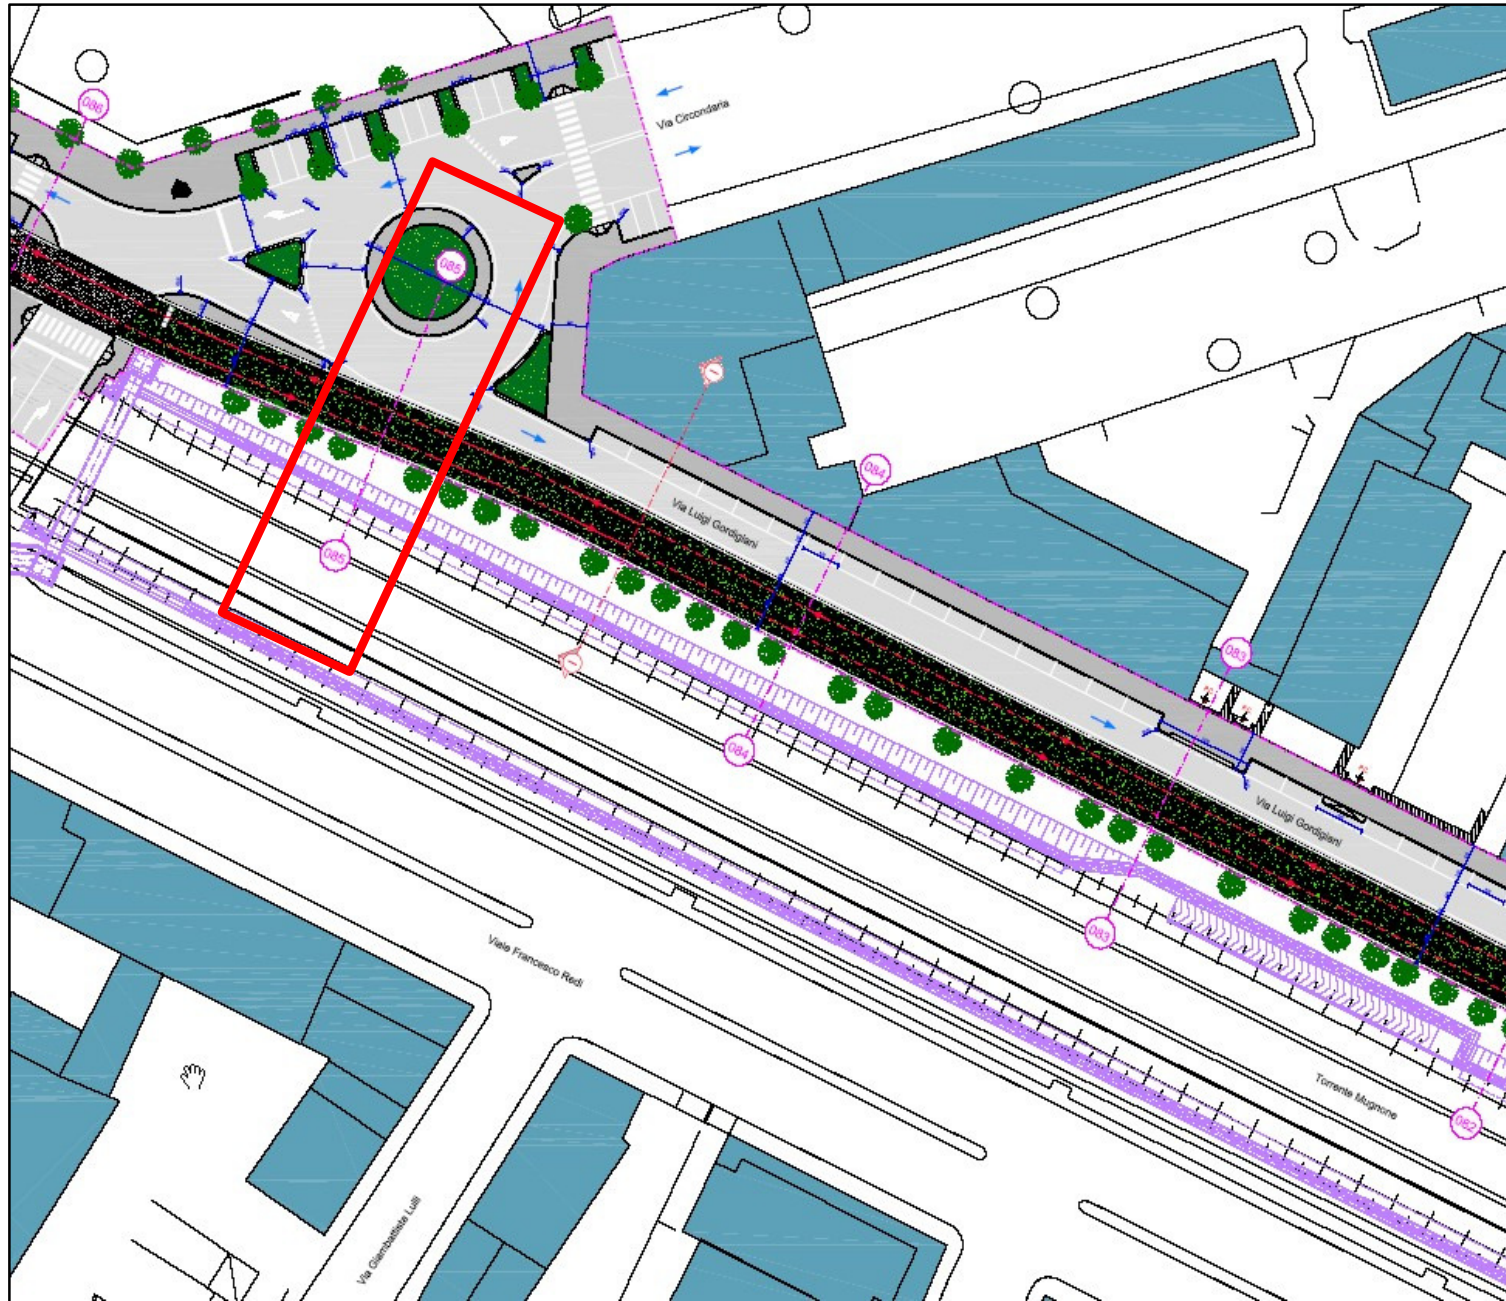 086
Via Circondaria
085
084
Via Luigi Gordigiani
085
083
084
Via Luigi Gordigiani
083
Viale Francesco Redi
Torrente Mugnone
082
Via Giambattista Lulli